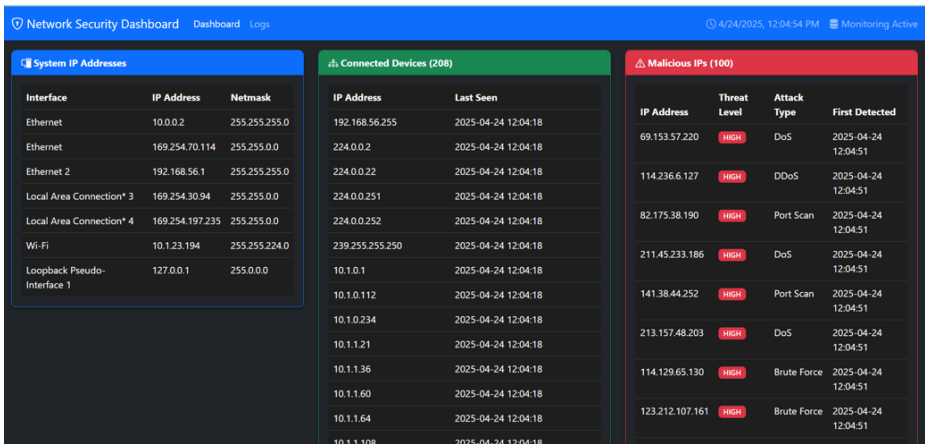 Network Security Dashboard Dashboard Logs 4/24/2025, 12:04:54 PM Monitoring Active
System IP Addresses
Interface IP Address Netmask
Ethernet 10.0.0.2 255.255.255.0
Ethernet 169.254.70.114 255.255.0.0
Ethernet 2 192.168.56.1 255.255.255.0
Local Area Connection* 3 169.254.30.94 255.255.0.0
Local Area Connection* 4 169.254.197.235 255.255.0.0
Wi-Fi 10.1.23.194 255.255.224.0
Loopback Pseudo- 127.0.0.1 255.0.0.0
Interface 1
Connected Devices (208)
IP Address Last Seen
192.168.56.255 2025-04-24 12:04:18
224.0.0.2 2025-04-24 12:04:18
224.0.0.22 2025-04-24 12:04:18
224.0.0.251 2025-04-24 12:04:18
224.0.0.252 2025-04-24 12:04:18
239.255.255.250 2025-04-24 12:04:18
10.1.0.1 2025-04-24 12:04:18
10.1.0.112 2025-04-24 12:04:18
10.1.0.234 2025-04-24 12:04:18
10.1.1.21 2025-04-24 12:04:18
10.1.1.36 2025-04-24 12:04:18
10.1.1.60 2025-04-24 12:04:18
10.1.1.64 2025-04-24 12:04:18
10.1.1.108 2025-04-24 12:04:18
Malicious IPs (100)
Threat Attack
IP Address Level Type First Detected
69.153.57.220 HIGH DoS 2025-04-24
12:04:51
114.236.6.127 HIGH DDoS 2025-04-24
12:04:51
82.175.38.190 HIGH Port Scan 2025-04-24
12:04:51
211.45.233.186 HIGH DoS 2025-04-24
12:04:51
141.38.44.252 HIGH Port Scan 2025-04-24
12:04:51
213.157.48.203 HIGH DoS 2025-04-24
12:04:51
114.129.65.130 HIGH Brute Force 2025-04-24
12:04:51
123.212.107.161 HIGH Brute Force 2025-04-24
12:04:51